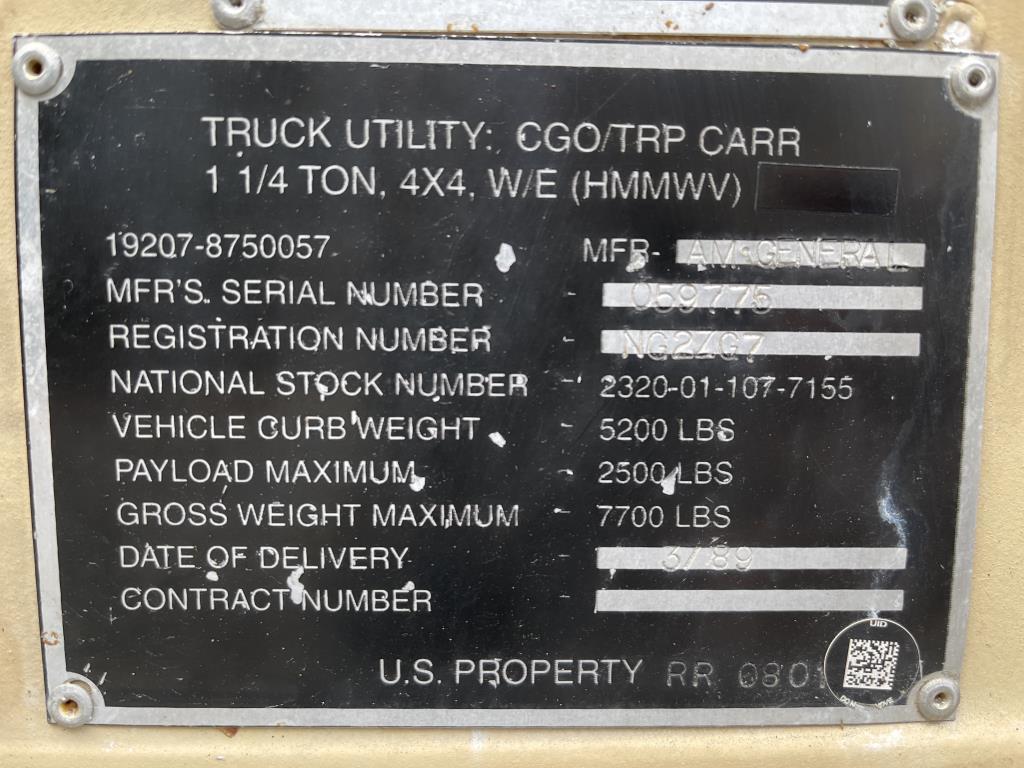 TRUCK UTILITY: CGO/TRP CARR
1 1/4 TON, 4X4, W/E (HMMWV)
19207-8750057 MFR- AM GENERAL
MFR'S. SERIAL NUMBER - 059775
REGISTRATION NUMBER -
NATIONAL STOCK NUMBER - 2320-01-107-7155
VEHICLE CURB WEIGHT - 5200 LBS
PAYLOAD MAXIMUM - 2500 LBS
GROSS WEIGHT MAXIMUM - 7700 LBS
DATE OF DELIVERY - 3/89
CONTRACT NUMBER -
U.S. PROPERTY RR 0801
UID